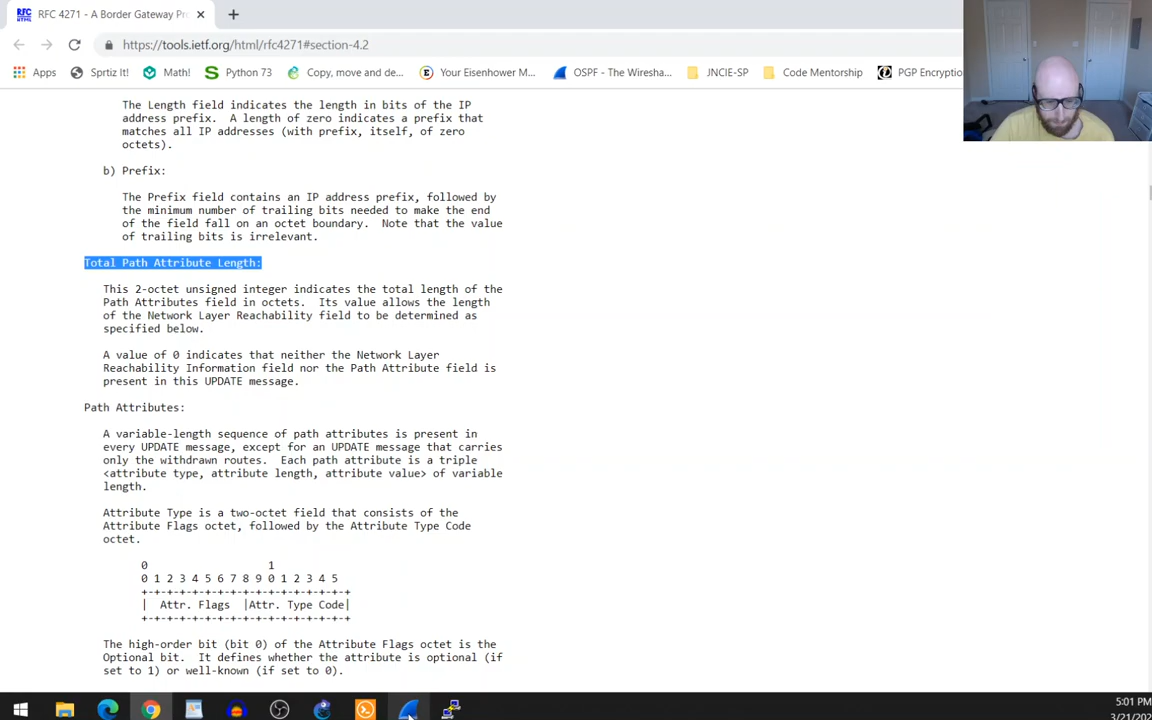 RFC 4271 - A Border Gateway Pr
https://tools.ietf.org/html/rfc4271#section-4.2
Apps Sprtiz It! Math! Python 73 Copy, move and de... Your Eisenhower M... OSPF - The Wiresha... JNCIE-SP Code Mentorship PGP Encryptio
The Length field indicates the length in bits of the IP
address prefix.  A length of zero indicates a prefix that
matches all IP addresses (with prefix, itself, of zero
octets).
b) Prefix:
The Prefix field contains an IP address prefix, followed by
the minimum number of trailing bits needed to make the end
of the field fall on an octet boundary.  Note that the value
of trailing bits is irrelevant.
Total Path Attribute Length:
This 2-octet unsigned integer indicates the total length of the
Path Attributes field in octets.  Its value allows the length
of the Network Layer Reachability field to be determined as
specified below.
A value of 0 indicates that neither the Network Layer
Reachability Information field nor the Path Attribute field is
present in this UPDATE message.
Path Attributes:
A variable-length sequence of path attributes is present in
every UPDATE message, except for an UPDATE message that carries
only the withdrawn routes.  Each path attribute is a triple
<attribute type, attribute length, attribute value> of variable
length.
Attribute Type is a two-octet field that consists of the
Attribute Flags octet, followed by the Attribute Type Code
octet.
0                   1
0 1 2 3 4 5 6 7 8 9 0 1 2 3 4 5
+-+-+-+-+-+-+-+-+-+-+-+-+-+-+-+-+
|  Attr. Flags  |Attr. Type Code|
+-+-+-+-+-+-+-+-+-+-+-+-+-+-+-+-+
The high-order bit (bit 0) of the Attribute Flags octet is the
Optional bit.  It defines whether the attribute is optional (if
set to 1) or well-known (if set to 0).
5:01 PM
3/21/202